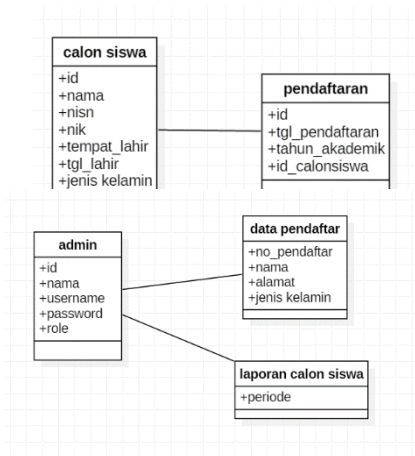 calon siswa
+id
+nama
+nisn
+nik
+tempat_lahir
+tgl_lahir
+jenis kelamin
pendaftaran
+id
+tgl_pendaftaran
+tahun_akademik
+id_calonsiswa
admin
+id
+nama
+username
+password
+role
data pendaftar
+no_pendaftar
+nama
+alamat
+jenis kelamin
laporan calon siswa
+periode